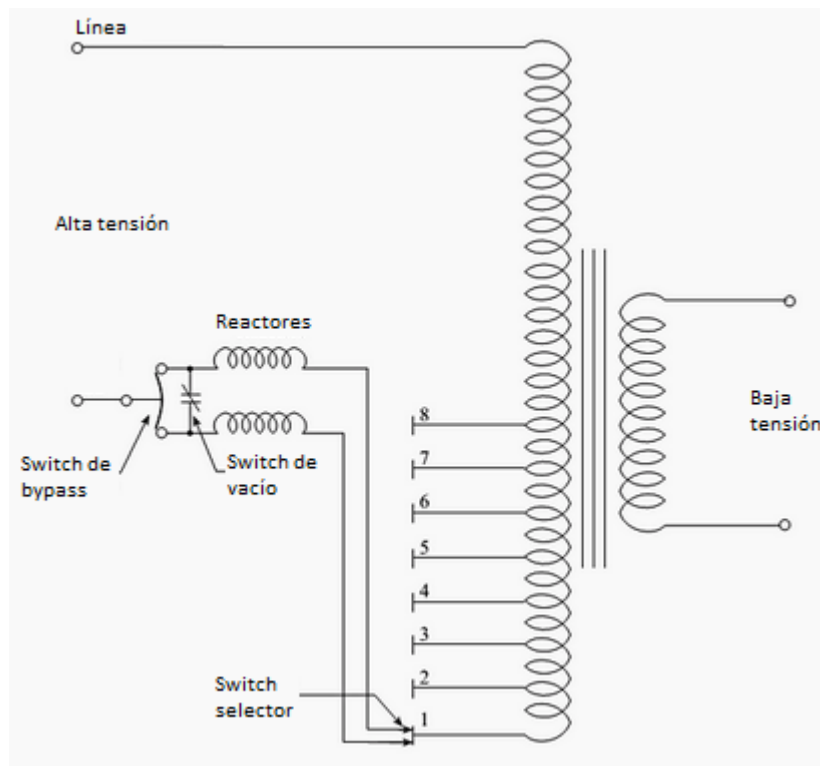 Línea
Alta tensión
Reactores
Switch de
bypass
Switch de
vacío
8
7
6
5
4
3
2
1
Switch
selector
Baja
tensión